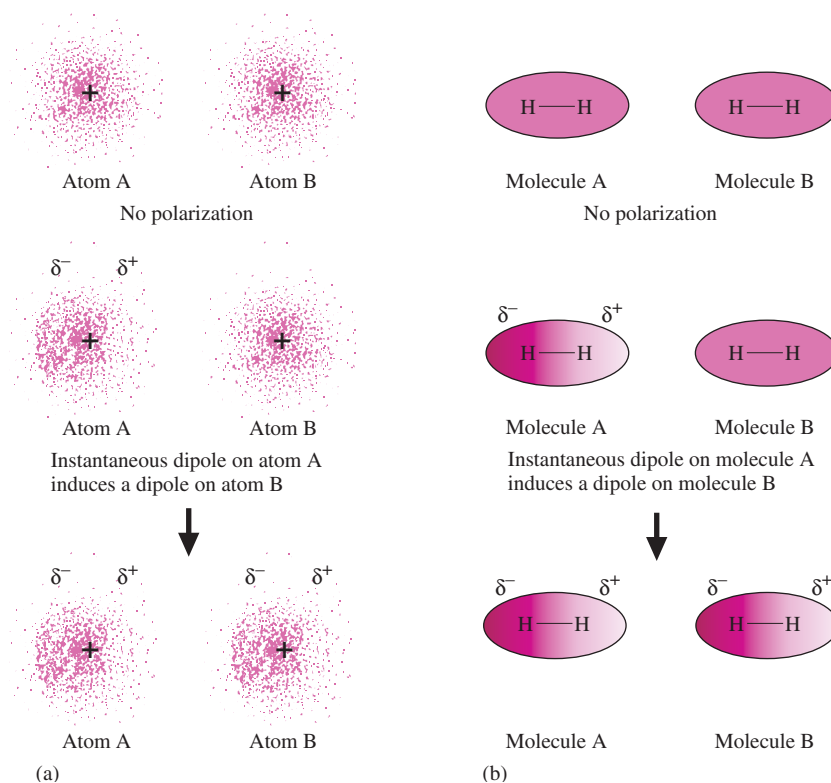 Atom A
Atom B
No polarization
δ⁻ δ⁺
Atom A
Atom B
Instantaneous dipole on atom A
induces a dipole on atom B
δ⁻ δ⁺
δ⁻ δ⁺
Atom A
Atom B
(a)
H—H
H—H
Molecule A
Molecule B
No polarization
δ⁻ δ⁺
H—H
H—H
Molecule A
Molecule B
Instantaneous dipole on molecule A
induces a dipole on molecule B
δ⁻ δ⁺
δ⁻ δ⁺
H—H
H—H
Molecule A
Molecule B
(b)